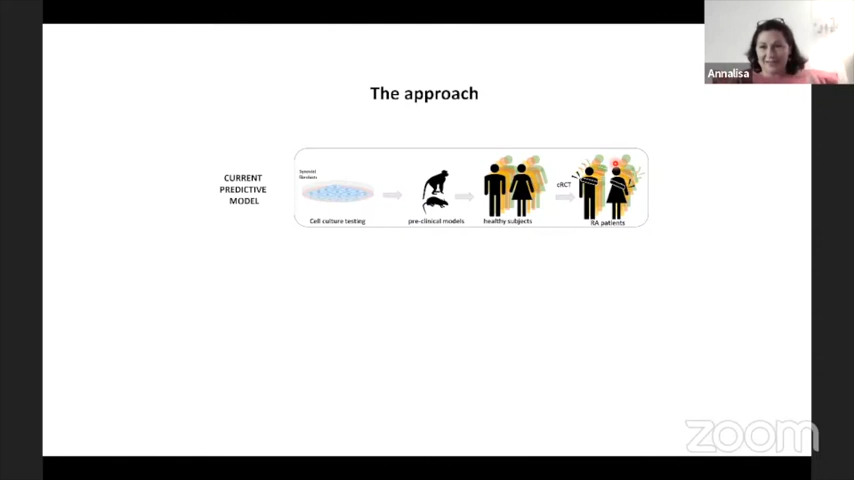 Annalisa
The approach
CURRENT
PREDICTIVE
MODEL
Synovial
fibroblasts
cRCT
Cell culture testing
pre-clinical models
healthy subjects
RA patients
zoom